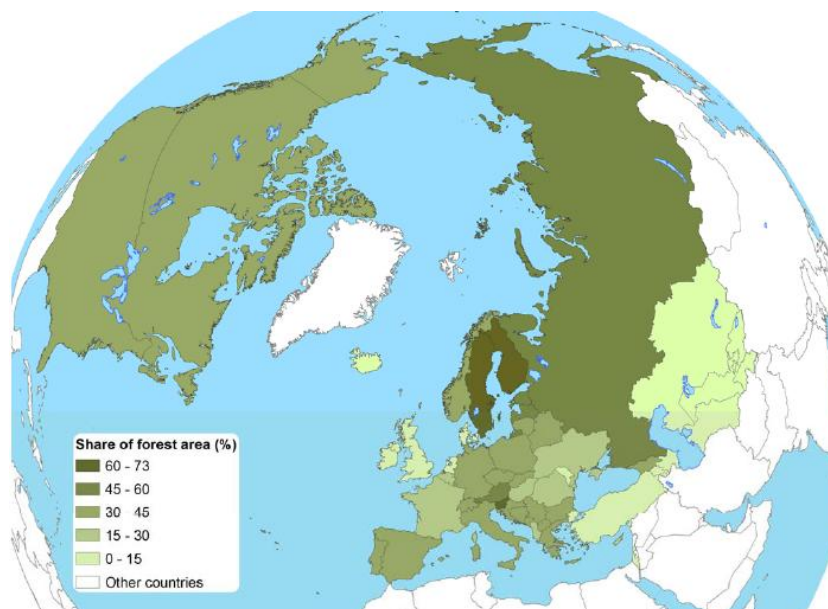 Share of forest area (%)
60 - 73
45 - 60
30 - 45
15 - 30
0 - 15
Other countries